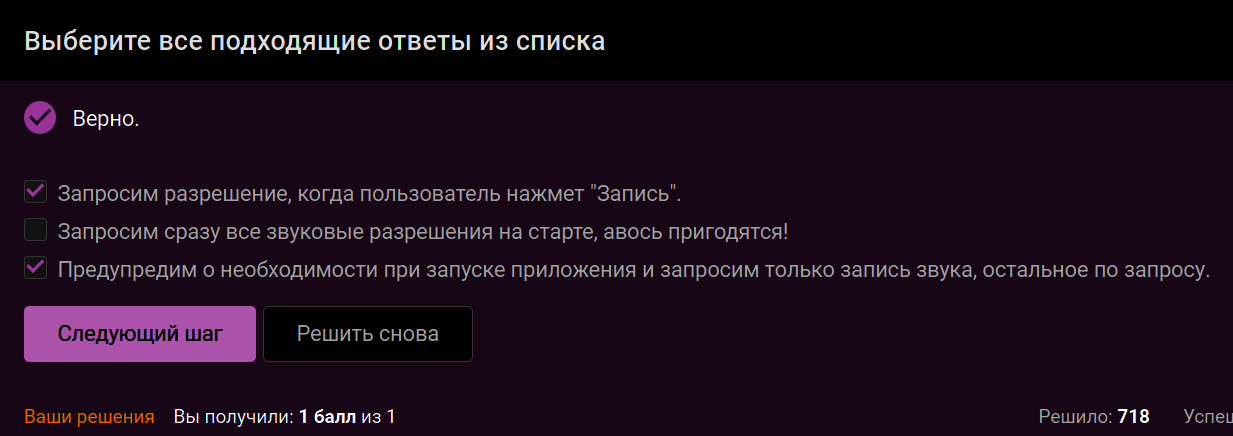 Выберите все подходящие ответы из списка
Верно.
Запросим разрешение, когда пользователь нажмет "Запись".
Запросим сразу все звуковые разрешения на старте, авось пригодятся!
Предупредим о необходимости при запуске приложения и запросим только запись звука, остальное по запросу.
Следующий шаг Решить снова
Ваши решения Вы получили: 1 балл из 1 Решило: 718